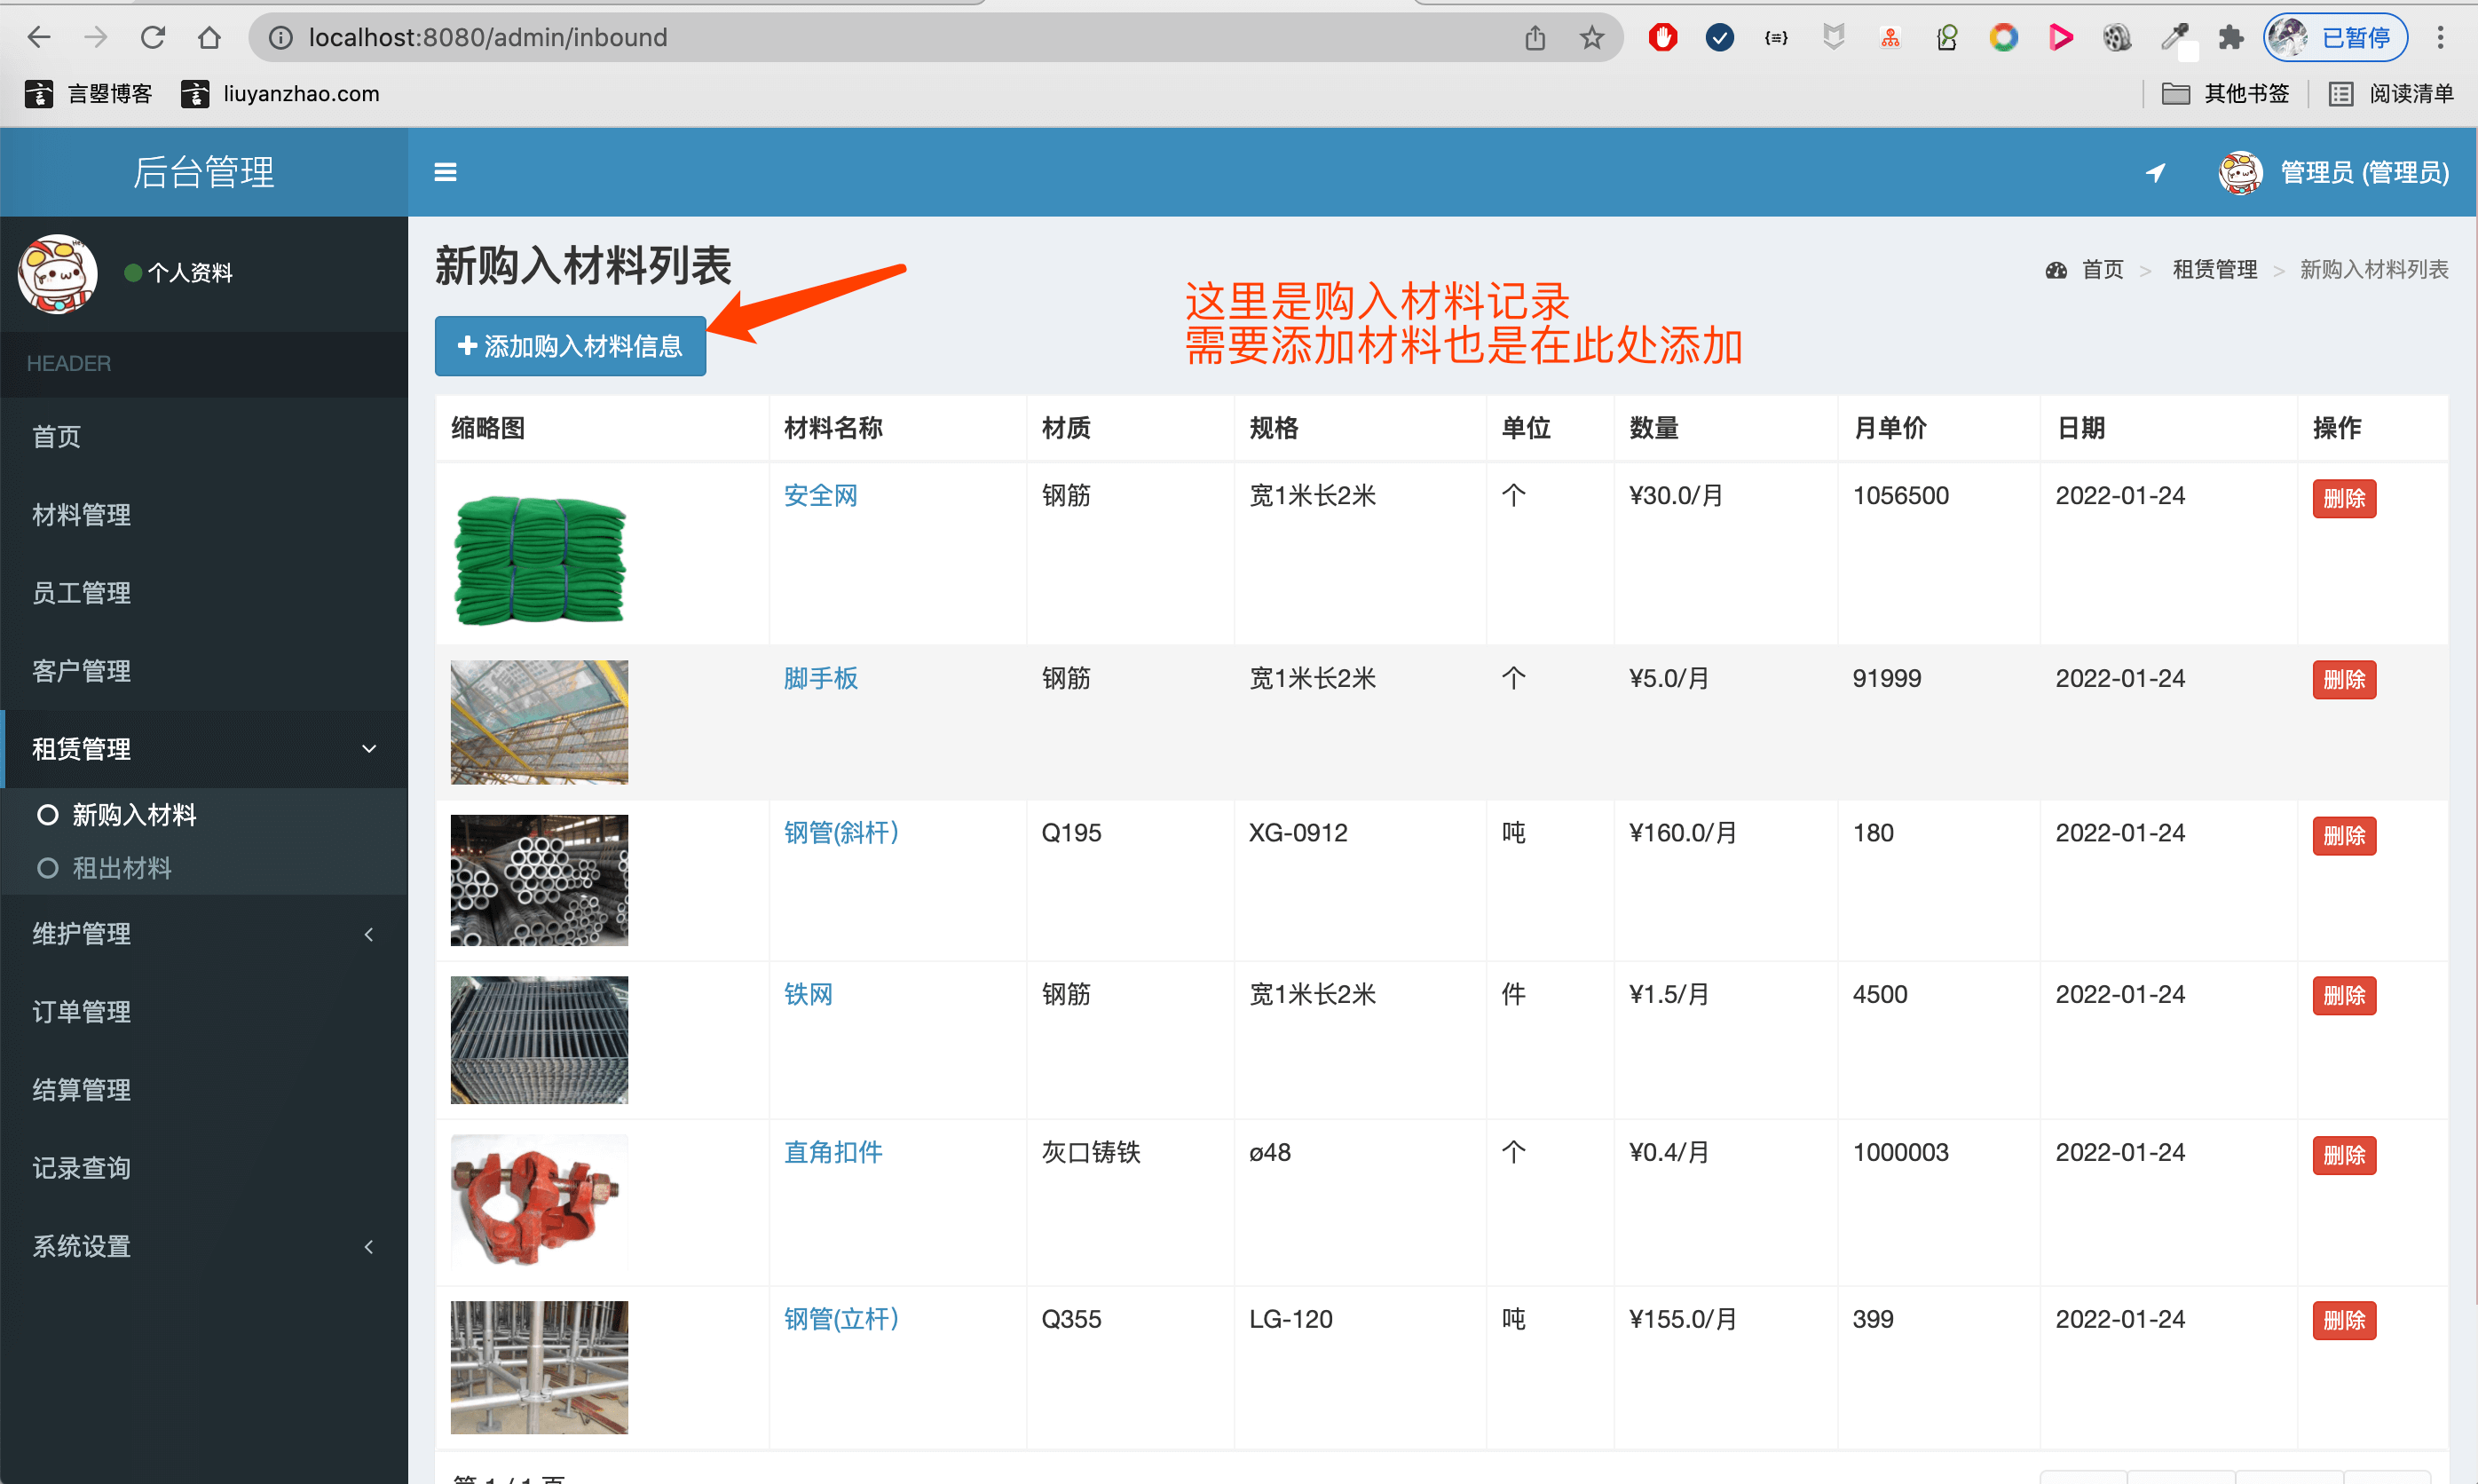 localhost:8080/admin/inbound
已暂停
言曌博客
liuyanzhao.com
其他书签
阅读清单
后台管理
管理员 (管理员)
个人资料
HEADER
首页
材料管理
员工管理
客户管理
租赁管理
新购入材料
租出材料
维护管理
订单管理
结算管理
记录查询
系统设置
新购入材料列表
首页 > 租赁管理 > 新购入材料列表
添加购入材料信息
这里是购入材料记录
需要添加材料也是在此处添加
缩略图 材料名称 材质 规格 单位 数量 月单价 日期 操作
安全网 钢筋 宽1米长2米 个 ¥30.0/月 1056500 2022-01-24 删除
脚手板 钢筋 宽1米长2米 个 ¥5.0/月 91999 2022-01-24 删除
钢管(斜杆) Q195 XG-0912 吨 ¥160.0/月 180 2022-01-24 删除
铁网 钢筋 宽1米长2米 件 ¥1.5/月 4500 2022-01-24 删除
直角扣件 灰口铸铁 ø48 个 ¥0.4/月 1000003 2022-01-24 删除
钢管(立杆) Q355 LG-120 吨 ¥155.0/月 399 2022-01-24 删除
第 1 / 1 页